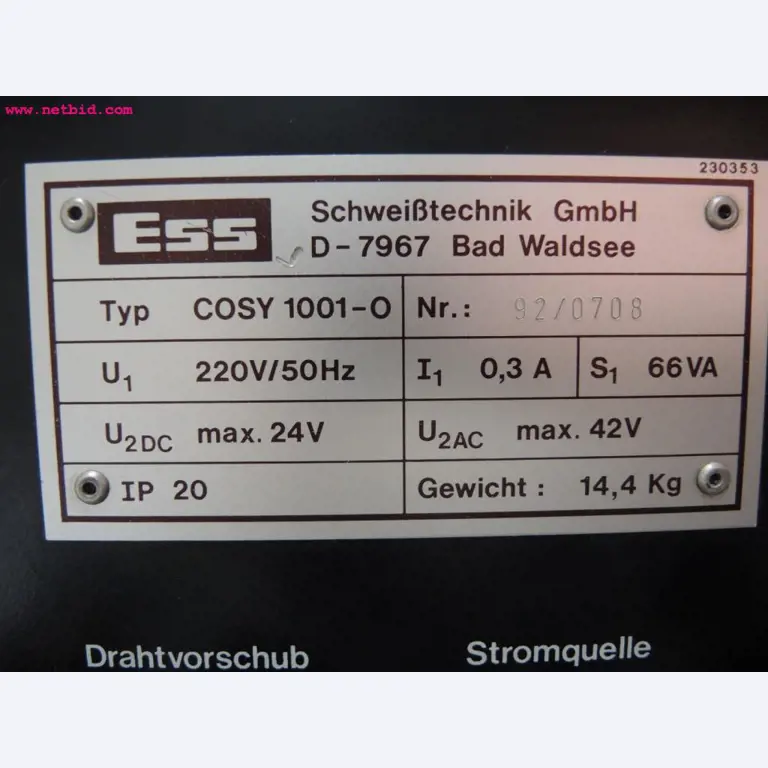 www.netbid.com
230353
ESS
Schweißtechnik GmbH
D-7967 Bad Waldsee
Typ COSY 1001-O
Nr.: 92/0708
U1 220V/50Hz
I1 0,3 A
S1 66VA
U2DC max. 24V
U2AC max. 42V
IP 20
Gewicht: 14,4 Kg
Drahtvorschub
Stromquelle